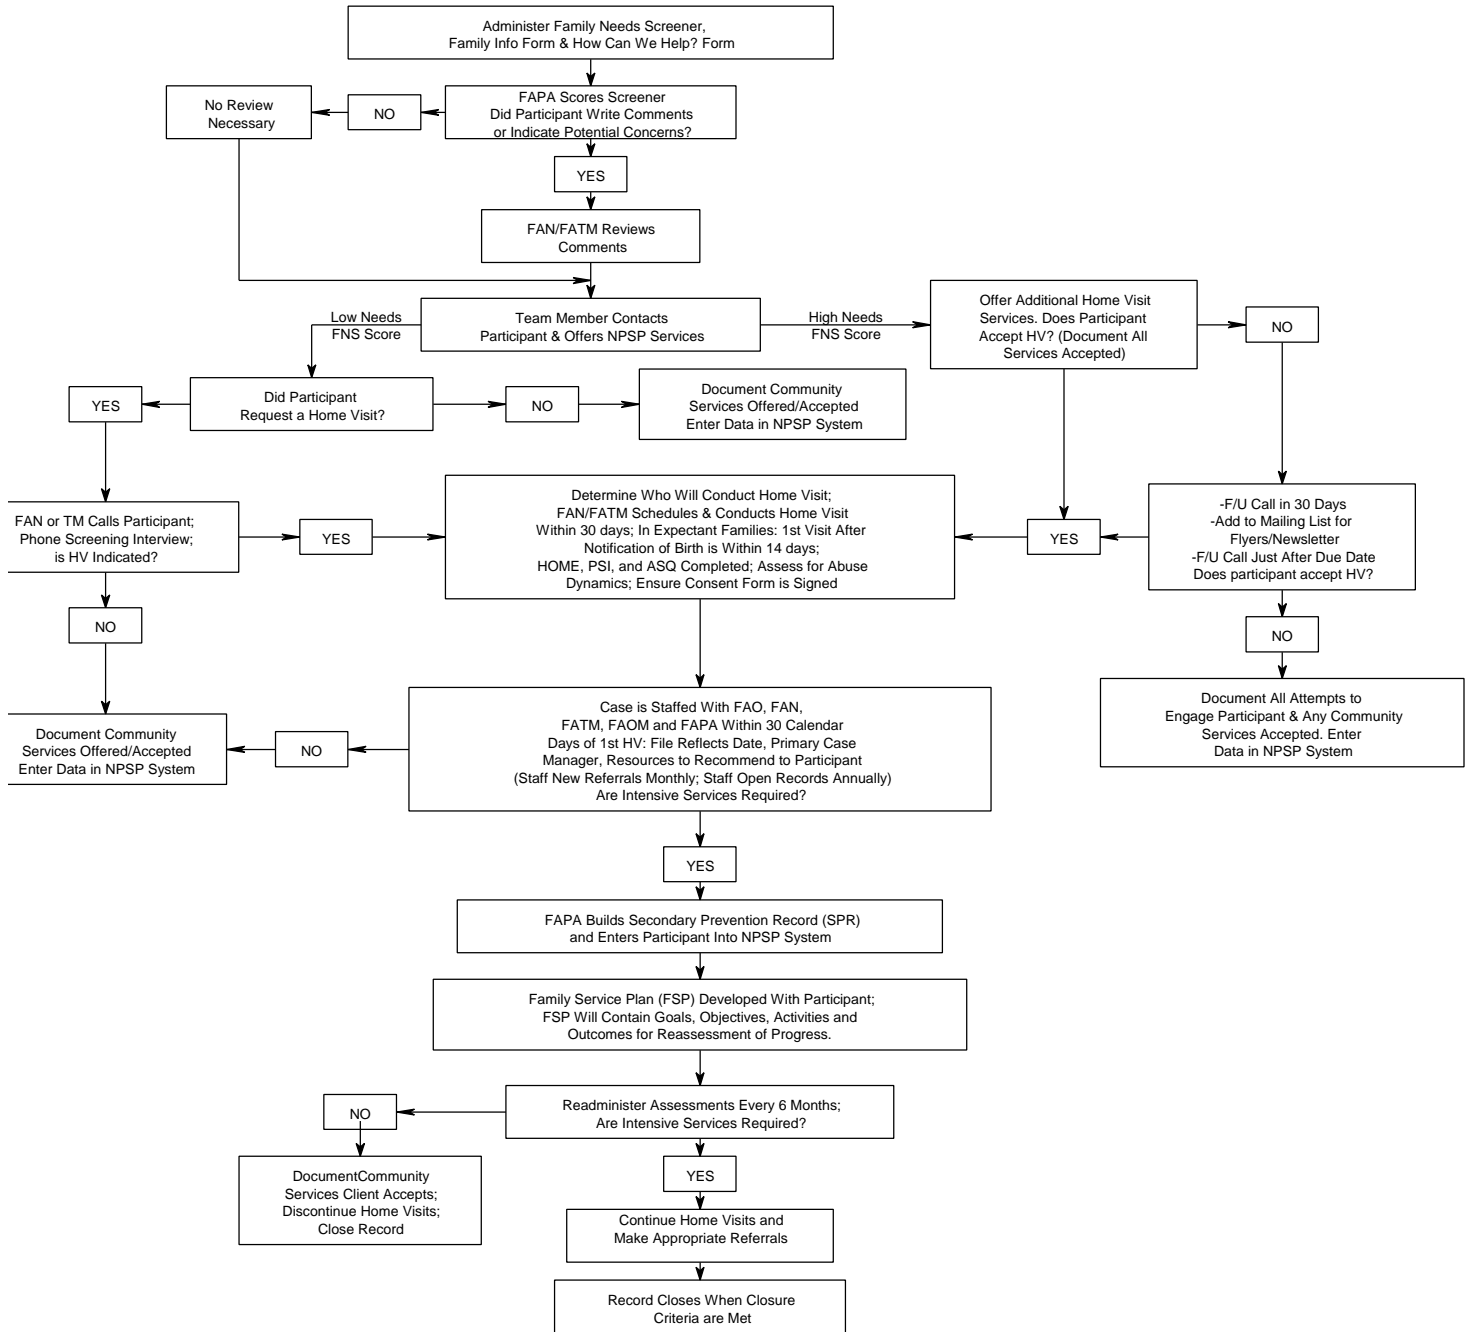 Administer Family Needs Screener,
Family Info Form & How Can We Help? Form
No Review
Necessary
NO
FAPA Scores Screener
Did Participant Write Comments
or Indicate Potential Concerns?
YES
FAN/FATM Reviews
Comments
Low Needs
FNS Score
Team Member Contacts
Participant & Offers NPSP Services
High Needs
FNS Score
Offer Additional Home Visit
Services. Does Participant
Accept HV? (Document All
Services Accepted)
NO
YES
Did Participant
Request a Home Visit?
NO
Document Community
Services Offered/Accepted
Enter Data in NPSP System
FAN or TM Calls Participant;
Phone Screening Interview;
is HV Indicated?
YES
Determine Who Will Conduct Home Visit;
FAN/FATM Schedules & Conducts Home Visit
Within 30 days; In Expectant Families: 1st Visit After
Notification of Birth is Within 14 days;
HOME, PSI, and ASQ Completed; Assess for Abuse
Dynamics; Ensure Consent Form is Signed
YES
-F/U Call in 30 Days
-Add to Mailing List for
Flyers/Newsletter
-F/U Call Just After Due Date
Does participant accept HV?
NO
NO
Document Community
Services Offered/Accepted
Enter Data in NPSP System
NO
Case is Staffed With FAO, FAN,
FATM, FAOM and FAPA Within 30 Calendar
Days of 1st HV: File Reflects Date, Primary Case
Manager, Resources to Recommend to Participant
(Staff New Referrals Monthly; Staff Open Records Annually)
Are Intensive Services Required?
Document All Attempts to
Engage Participant & Any Community
Services Accepted. Enter
Data in NPSP System
YES
FAPA Builds Secondary Prevention Record (SPR)
and Enters Participant Into NPSP System
Family Service Plan (FSP) Developed With Participant;
FSP Will Contain Goals, Objectives, Activities and
Outcomes for Reassessment of Progress.
NO
Readminister Assessments Every 6 Months;
Are Intensive Services Required?
DocumentCommunity
Services Client Accepts;
Discontinue Home Visits;
Close Record
YES
Continue Home Visits and
Make Appropriate Referrals
Record Closes When Closure
Criteria are Met